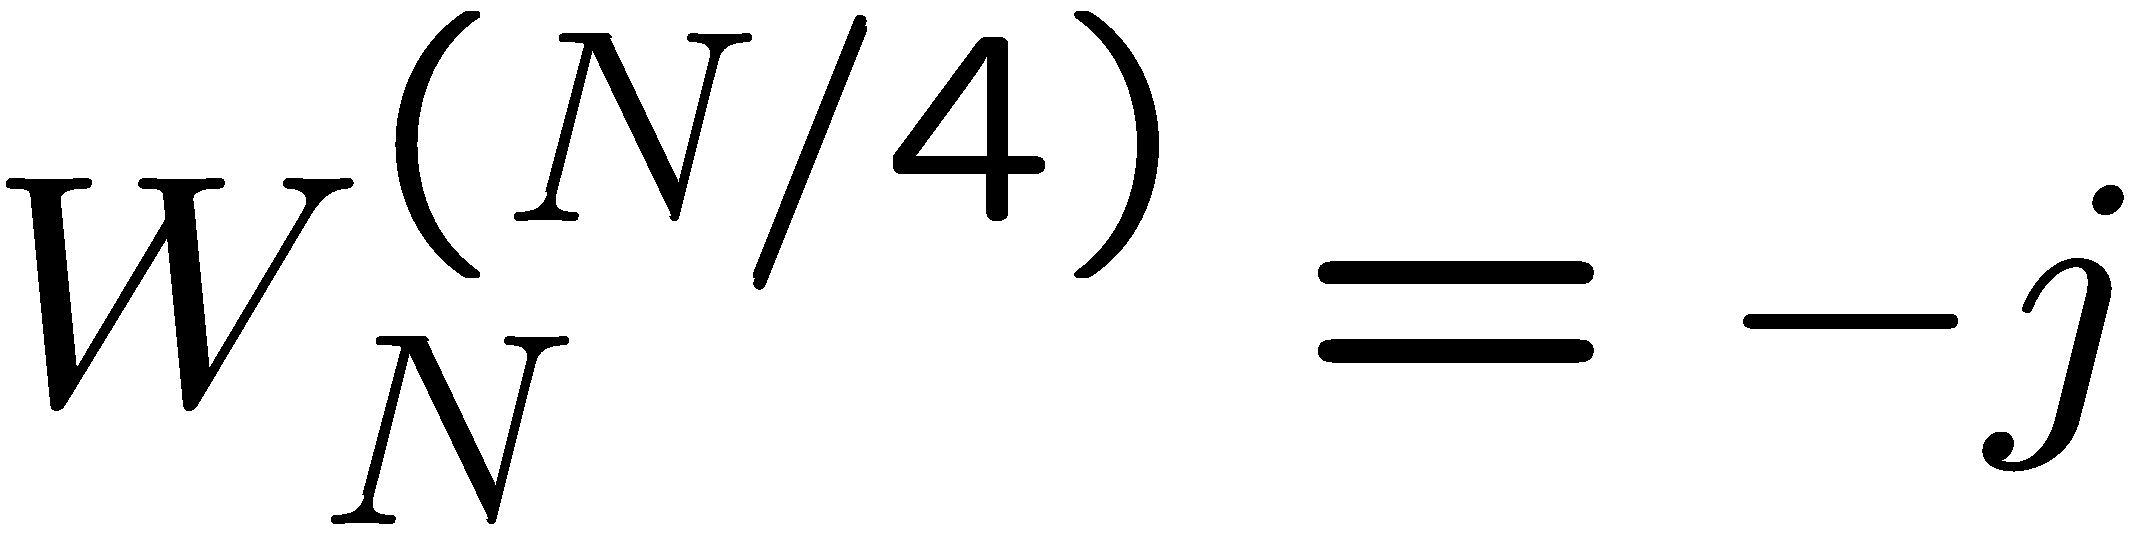 W_N^{(N/4)} = -j